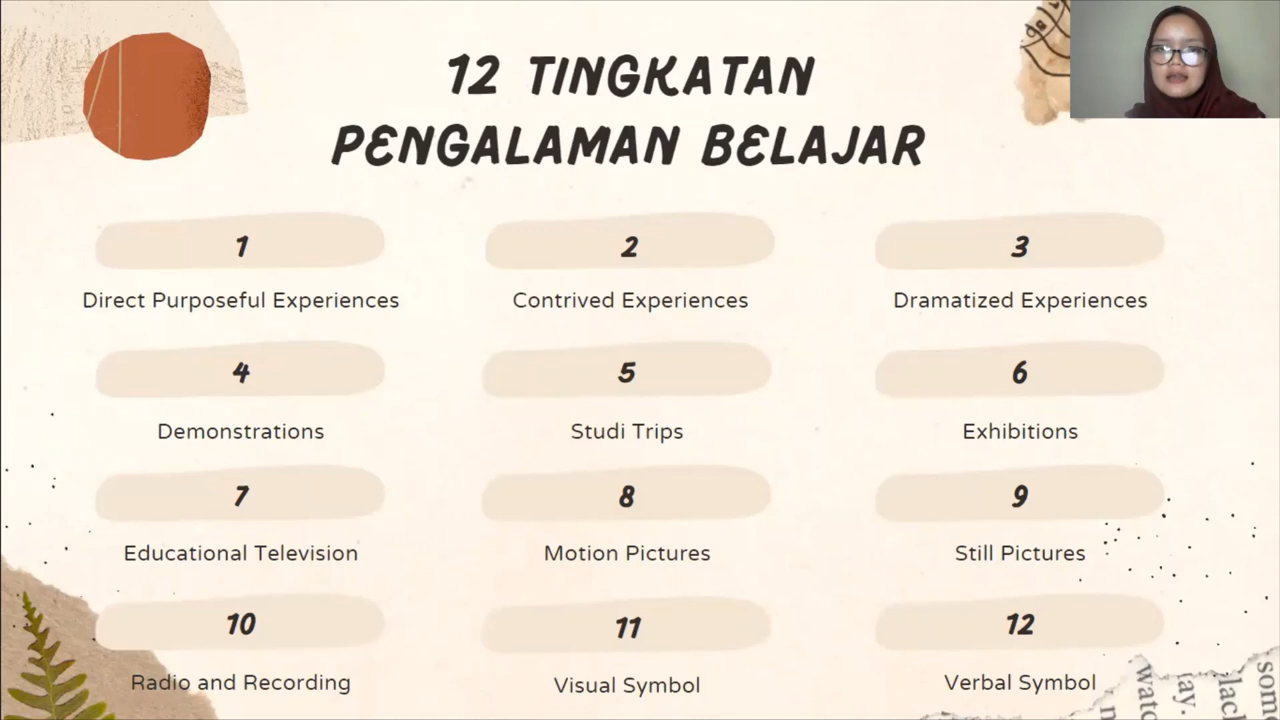 12 TINGKATAN
PENGALAMAN BELAJAR
1
2
3
Direct Purposeful Experiences
Contrived Experiences
Dramatized Experiences
4
5
6
Demonstrations
Studi Trips
Exhibitions
7
8
9
Educational Television
Motion Pictures
Still Pictures
10
11
12
Radio and Recording
Visual Symbol
Verbal Symbol